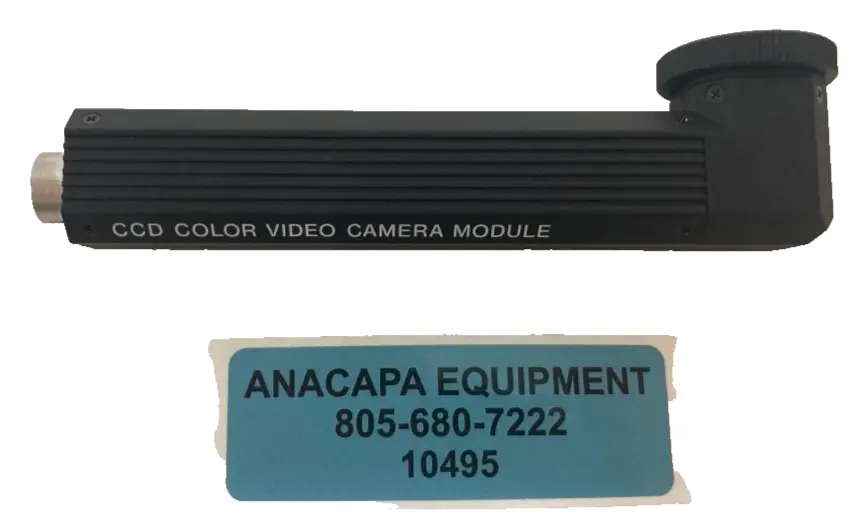 CCD COLOR VIDEO CAMERA MODULE
ANACAPA EQUIPMENT
805-680-7222
10495